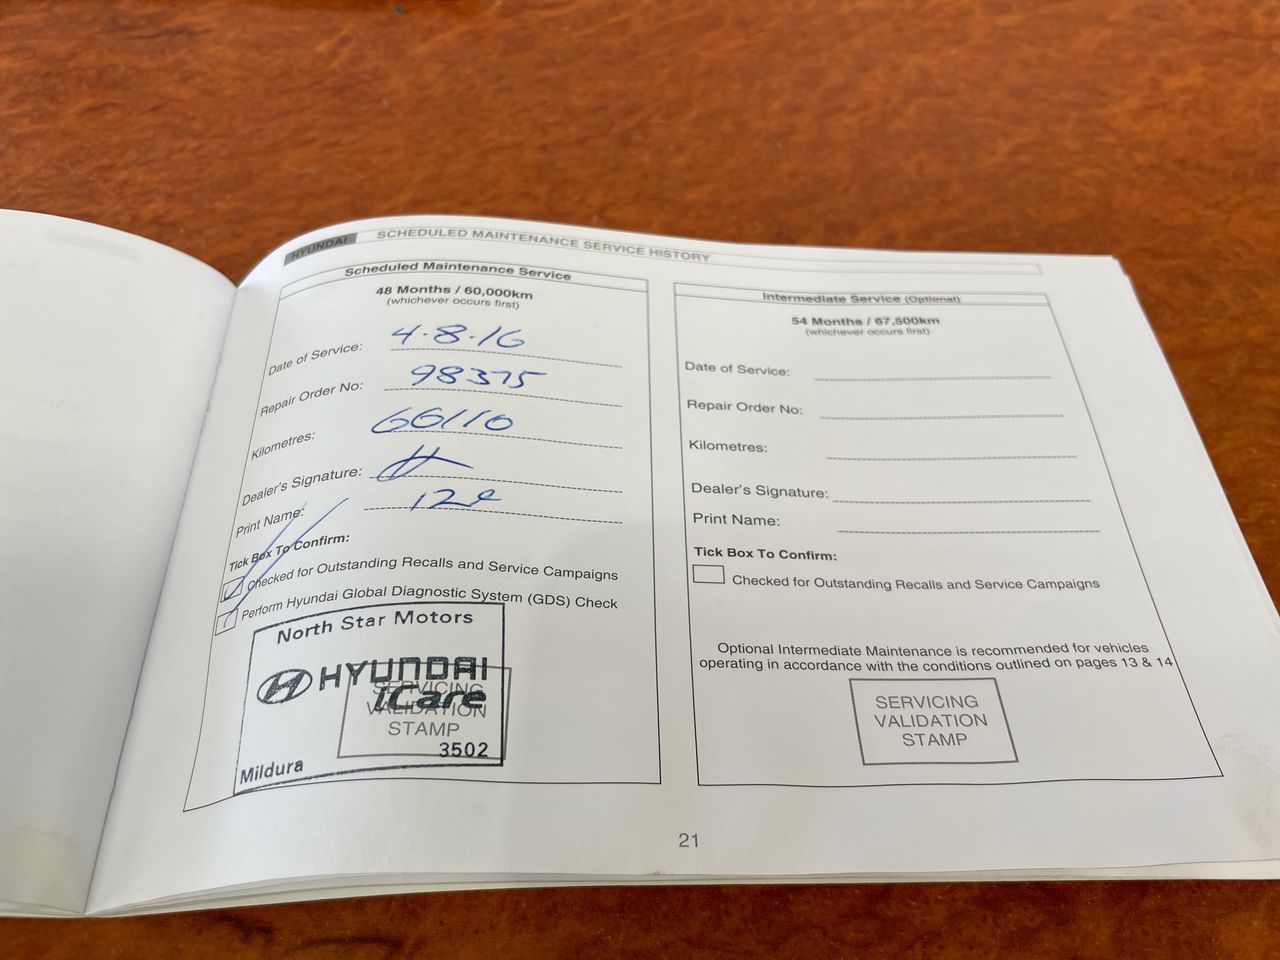 HYUNDAI SCHEDULED MAINTENANCE SERVICE HISTORY
Scheduled Maintenance Service
48 Months / 60,000km
(whichever occurs first)
Date of Service: 4.8.16
Repair Order No: 98375
Kilometres: 66110
Dealer's Signature:
Print Name:
Tick Box To Confirm:
Checked for Outstanding Recalls and Service Campaigns
Perform Hyundai Global Diagnostic System (GDS) Check
North Star Motors
HYUNDAI
iCare
SERVICING
VALIDATION
STAMP
3502
Mildura
Intermediate Service (Optional)
54 Months / 67,500km
(whichever occurs first)
Date of Service:
Repair Order No:
Kilometres:
Dealer's Signature:
Print Name:
Tick Box To Confirm:
Checked for Outstanding Recalls and Service Campaigns
Optional Intermediate Maintenance is recommended for vehicles
operating in accordance with the conditions outlined on pages 13 & 14
SERVICING
VALIDATION
STAMP
21